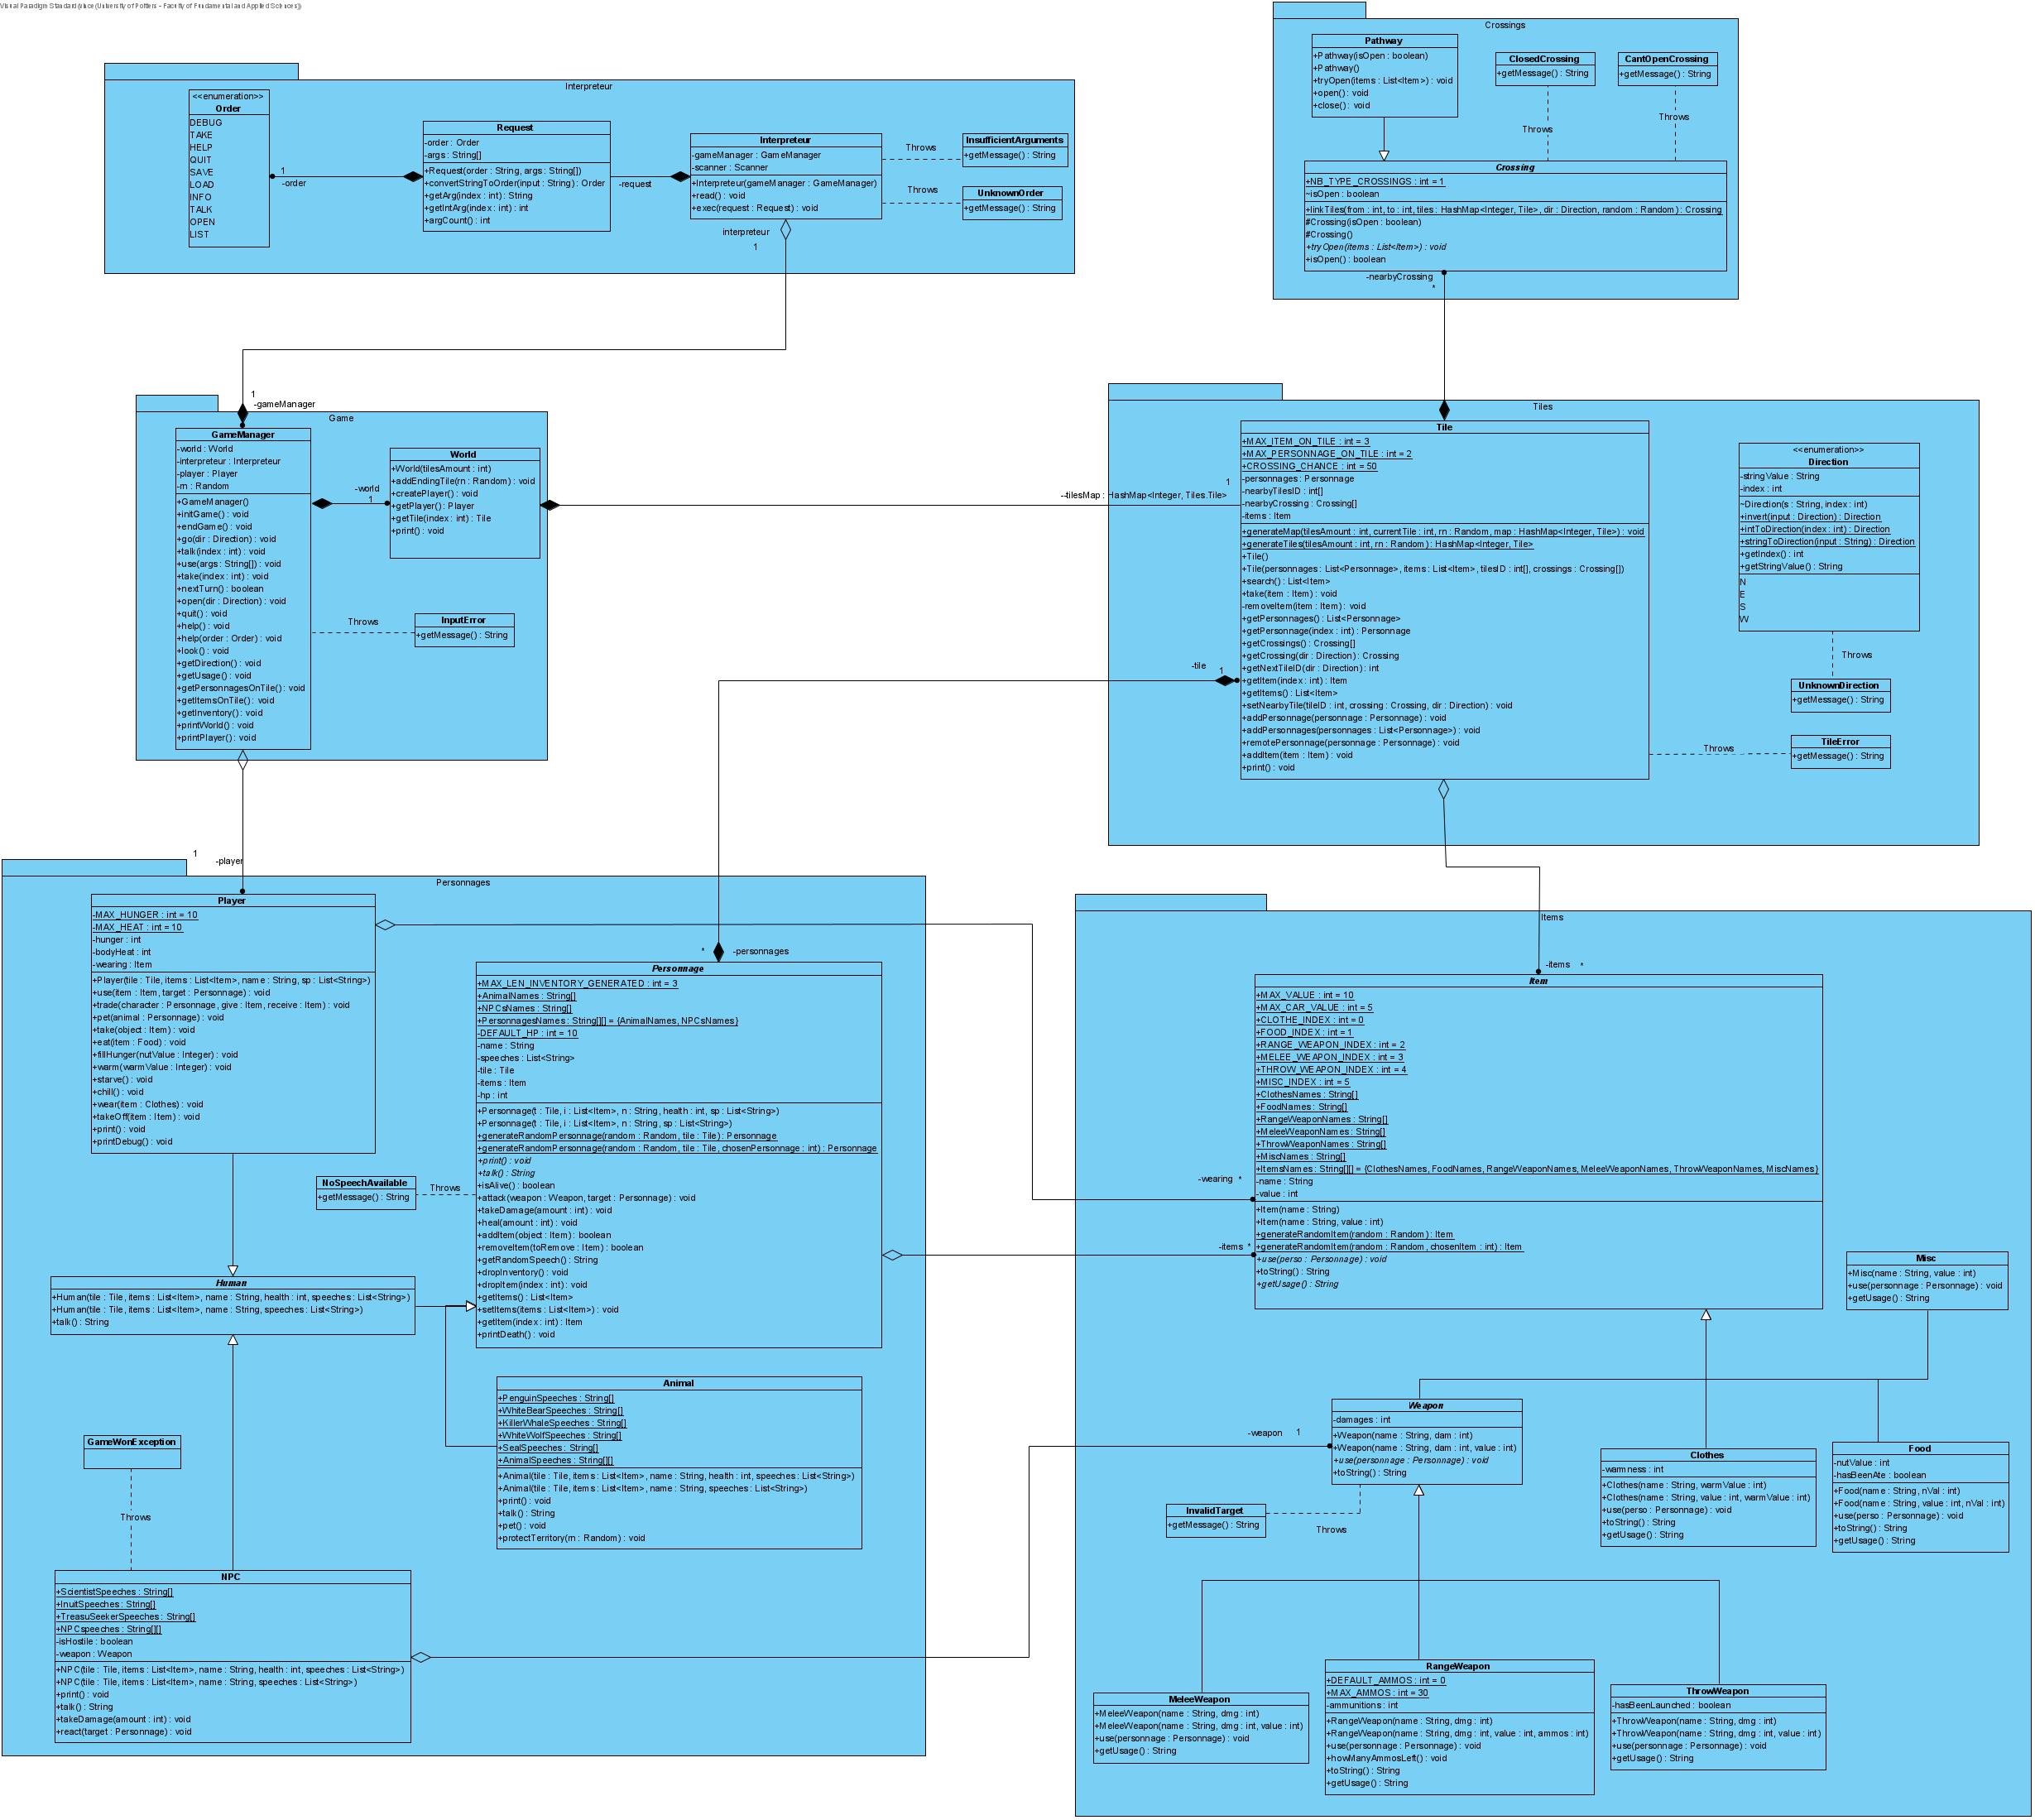 Visual Paradigm Standard(vluce(University of Poitiers - Faculty of Fundamental and Applied Sciences))
Crossings
Pathway
+Pathway(isOpen : boolean)
+Pathway()
+tryOpen(items : List<Item>) : void
+open() : void
+close() : void
ClosedCrossing
+getMessage() : String
CantOpenCrossing
+getMessage() : String
Throws
Throws
Crossing
+NB_TYPE_CROSSINGS : int = 1
~isOpen : boolean
+linkTiles(from : int, to : int, tiles : HashMap<Integer, Tile>, dir : Direction, random : Random) : Crossing
#Crossing(isOpen : boolean)
#Crossing()
+tryOpen(items : List<Item>) : void
+isOpen() : boolean
-nearbyCrossing
*
Interpreteur
<<enumeration>>
Order
DEBUG
TAKE
HELP
QUIT
SAVE
LOAD
INFO
TALK
OPEN
LIST
1
-order
Request
-order : Order
-args : String[]
+Request(order : String, args : String[])
+convertStringToOrder(input : String) : Order
+getArg(index : int) : String
+getIntArg(index : int) : int
+argCount() : int
-request
Interpreteur
-gameManager : GameManager
-scanner : Scanner
+Interpreteur(gameManager : GameManager)
+read() : void
+exec(request : Request) : void
Throws
InsufficientArguments
+getMessage() : String
Throws
UnknownOrder
+getMessage() : String
interpreteur
1
1
-gameManager
Game
GameManager
-world : World
-interpreteur : Interpreteur
-player : Player
-rn : Random
+GameManager()
+initGame() : void
+endGame() : void
+go(dir : Direction) : void
+talk(index : int) : void
+use(args : String[]) : void
+take(index : int) : void
+nextTurn() : boolean
+open(dir : Direction) : void
+quit() : void
+help() : void
+help(order : Order) : void
+look() : void
+getDirection() : void
+getUsage() : void
+getPersonnagesOnTile() : void
+getItemsOnTile() : void
+getInventory() : void
+printWorld() : void
+printPlayer() : void
-world
1
World
+World(tilesAmount : int)
+addEndingTile(rn : Random) : void
+createPlayer() : void
+getPlayer() : Player
+getTile(index : int) : Tile
+print() : void
Throws
InputError
+getMessage() : String
1
--tilesMap : HashMap<Integer, Tiles.Tile>
Tiles
Tile
+MAX_ITEM_ON_TILE : int = 3
+MAX_PERSONNAGE_ON_TILE : int = 2
+CROSSING_CHANCE : int = 50
-personnages : Personnage
-nearbyTilesID : int[]
-nearbyCrossing : Crossing[]
-items : Item
+generateMap(tilesAmount : int, currentTile : int, rn : Random, map : HashMap<Integer, Tile>) : void
+generateTiles(tilesAmount : int, rn : Random) : HashMap<Integer, Tile>
+Tile()
+Tile(personnages : List<Personnage>, items : List<Item>, tilesID : int[], crossings : Crossing[])
+search() : List<Item>
+take(item : Item) : void
-removeItem(item : Item) : void
+getPersonnages() : List<Personnage>
+getPersonnage(index : int) : Personnage
+getCrossings() : Crossing[]
+getCrossing(dir : Direction) : Crossing
+getNextTileID(dir : Direction) : int
+getItem(index : int) : Item
+getItems() : List<Item>
+setNearbyTile(tileID : int, crossing : Crossing, dir : Direction) : void
+addPersonnage(personnage : Personnage) : void
+addPersonnages(personnages : List<Personnage>) : void
+remotePersonnage(personnage : Personnage) : void
+addItem(item : Item) : void
+print() : void
<<enumeration>>
Direction
-stringValue : String
-index : int
~Direction(s : String, index : int)
+invert(input : Direction) : Direction
+intToDirection(index : int) : Direction
+stringToDirection(input : String) : Direction
+getIndex() : int
+getStringValue() : String
N
E
S
W
Throws
UnknownDirection
+getMessage() : String
Throws
TileError
+getMessage() : String
-tile
1
1
-player
Personnages
Player
-MAX_HUNGER : int = 10
-MAX_HEAT : int = 10
-hunger : int
-bodyHeat : int
-wearing : Item
+Player(tile : Tile, items : List<Item>, name : String, sp : List<String>)
+use(item : Item, target : Personnage) : void
+trade(character : Personnage, give : Item, receive : Item) : void
+pet(animal : Personnage) : void
+take(object : Item) : void
+eat(item : Food) : void
+fillHunger(nutValue : Integer) : void
+warm(warmValue : Integer) : void
+starve() : void
+chill() : void
+wear(item : Clothes) : void
+takeOff(item : Item) : void
+print() : void
+printDebug() : void
*
-personnages
Personnage
+MAX_LEN_INVENTORY_GENERATED : int = 3
+AnimalNames : String[]
+NPCsNames : String[]
+PersonnagesNames : String[][] = {AnimalNames, NPCsNames}
-DEFAULT_HP : int = 10
-name : String
-speeches : List<String>
-tile : Tile
-items : Item
-hp : int
+Personnage(t : Tile, i : List<Item>, n : String, health : int, sp : List<String>)
+Personnage(t : Tile, i : List<Item>, n : String, sp : List<String>)
+generateRandomPersonnage(random : Random, tile : Tile) : Personnage
+generateRandomPersonnage(random : Random, tile : Tile, chosenPersonnage : int) : Personnage
+print() : void
+talk() : String
+isAlive() : boolean
+attack(weapon : Weapon, target : Personnage) : void
+takeDamage(amount : int) : void
+heal(amount : int) : void
+addItem(object : Item) : boolean
+removeItem(toRemove : Item) : boolean
+getRandomSpeech() : String
+dropInventory() : void
+dropItem(index : int) : void
+getItems() : List<Item>
+setItems(items : List<Item>) : void
+getItem(index : int) : Item
+printDeath() : void
NoSpeechAvailable
+getMessage() : String
Throws
Human
+Human(tile : Tile, items : List<Item>, name : String, health : int, speeches : List<String>)
+Human(tile : Tile, items : List<Item>, name : String, speeches : List<String>)
+talk() : String
Animal
+PenguinSpeeches : String[]
+WhiteBearSpeeches : String[]
+KillerWhaleSpeeches : String[]
+WhiteWolfSpeeches : String[]
+SealSpeeches : String[]
+AnimalSpeeches : String[][]
+Animal(tile : Tile, items : List<Item>, name : String, health : int, speeches : List<String>)
+Animal(tile : Tile, items : List<Item>, name : String, speeches : List<String>)
+print() : void
+talk() : String
+pet() : void
+protectTerritory(rn : Random) : void
GameWonException
Throws
NPC
+ScientistSpeeches : String[]
+InuitSpeeches : String[]
+TreasuSeekerSpeeches : String[]
+NPCspeeches : String[][]
-isHostile : boolean
-weapon : Weapon
+NPC(tile : Tile, items : List<Item>, name : String, health : int, speeches : List<String>)
+NPC(tile : Tile, items : List<Item>, name : String, speeches : List<String>)
+print() : void
+talk() : String
+takeDamage(amount : int) : void
+react(target : Personnage) : void
Items
-items *
Item
+MAX_VALUE : int = 10
+MAX_CAR_VALUE : int = 5
+CLOTHE_INDEX : int = 0
+FOOD_INDEX : int = 1
+RANGE_WEAPON_INDEX : int = 2
+MELEE_WEAPON_INDEX : int = 3
+THROW_WEAPON_INDEX : int = 4
+MISC_INDEX : int = 5
+ClothesNames : String[]
+FoodNames : String[]
+RangeWeaponNames : String[]
+MeleeWeaponNames : String[]
+ThrowWeaponNames : String[]
+MiscNames : String[]
+ItemsNames : String[][] = {ClothesNames, FoodNames, RangeWeaponNames, MeleeWeaponNames, ThrowWeaponNames, MiscNames}
-name : String
-value : int
+Item(name : String)
+Item(name : String, value : int)
+generateRandomItem(random : Random) : Item
+generateRandomItem(random : Random, chosenItem : int) : Item
+use(perso : Personnage) : void
+toString() : String
+getUsage() : String
-wearing *
-items *
Misc
+Misc(name : String, value : int)
+use(personnage : Personnage) : void
+getUsage() : String
-weapon 1
Weapon
-damages : int
+Weapon(name : String, dam : int)
+Weapon(name : String, dam : int, value : int)
+use(personnage : Personnage) : void
+toString() : String
InvalidTarget
+getMessage() : String
Throws
Clothes
-warmness : int
+Clothes(name : String, warmValue : int)
+Clothes(name : String, value : int, warmValue : int)
+use(perso : Personnage) : void
+toString() : String
+getUsage() : String
Food
-nutValue : int
-hasBeenAte : boolean
+Food(name : String, nVal : int)
+Food(name : String, value : int, nVal : int)
+use(perso : Personnage) : void
+toString() : String
+getUsage() : String
MeleeWeapon
+MeleeWeapon(name : String, dmg : int)
+MeleeWeapon(name : String, dmg : int, value : int)
+use(personnage : Personnage) : void
+getUsage() : String
RangeWeapon
+DEFAULT_AMMOS : int = 0
+MAX_AMMOS : int = 30
-ammunitions : int
+RangeWeapon(name : String, dmg : int)
+RangeWeapon(name : String, dmg : int, value : int, ammos : int)
+use(personnage : Personnage) : void
+howManyAmmosLeft() : void
+toString() : String
+getUsage() : String
ThrowWeapon
-hasBeenLaunched : boolean
+ThrowWeapon(name : String, dmg : int)
+ThrowWeapon(name : String, dmg : int, value : int)
+use(personnage : Personnage) : void
+getUsage() : String